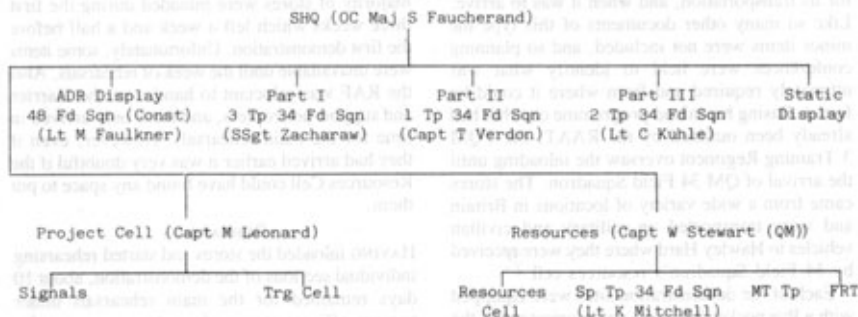 SHQ (OC Maj S Faucherand)
ADR Display Part I Part II Part III Static
48 Fd Sqn (Const) 3 Tp 34 Fd Sqn 1 Tp 34 Fd Sqn 2 Tp 34 Fd Sqn Display
(Lt M Faulkner) (SSgt Zacharaw) (Capt T Verdon) (Lt C Kuhle)
Project Cell (Capt M Leonard) Resources (Capt W Stewart (QM))
Signals Trg Cell Resources Sp Tp 34 Fd Sqn MT Tp FRT
Cell (Lt K Mitchell)